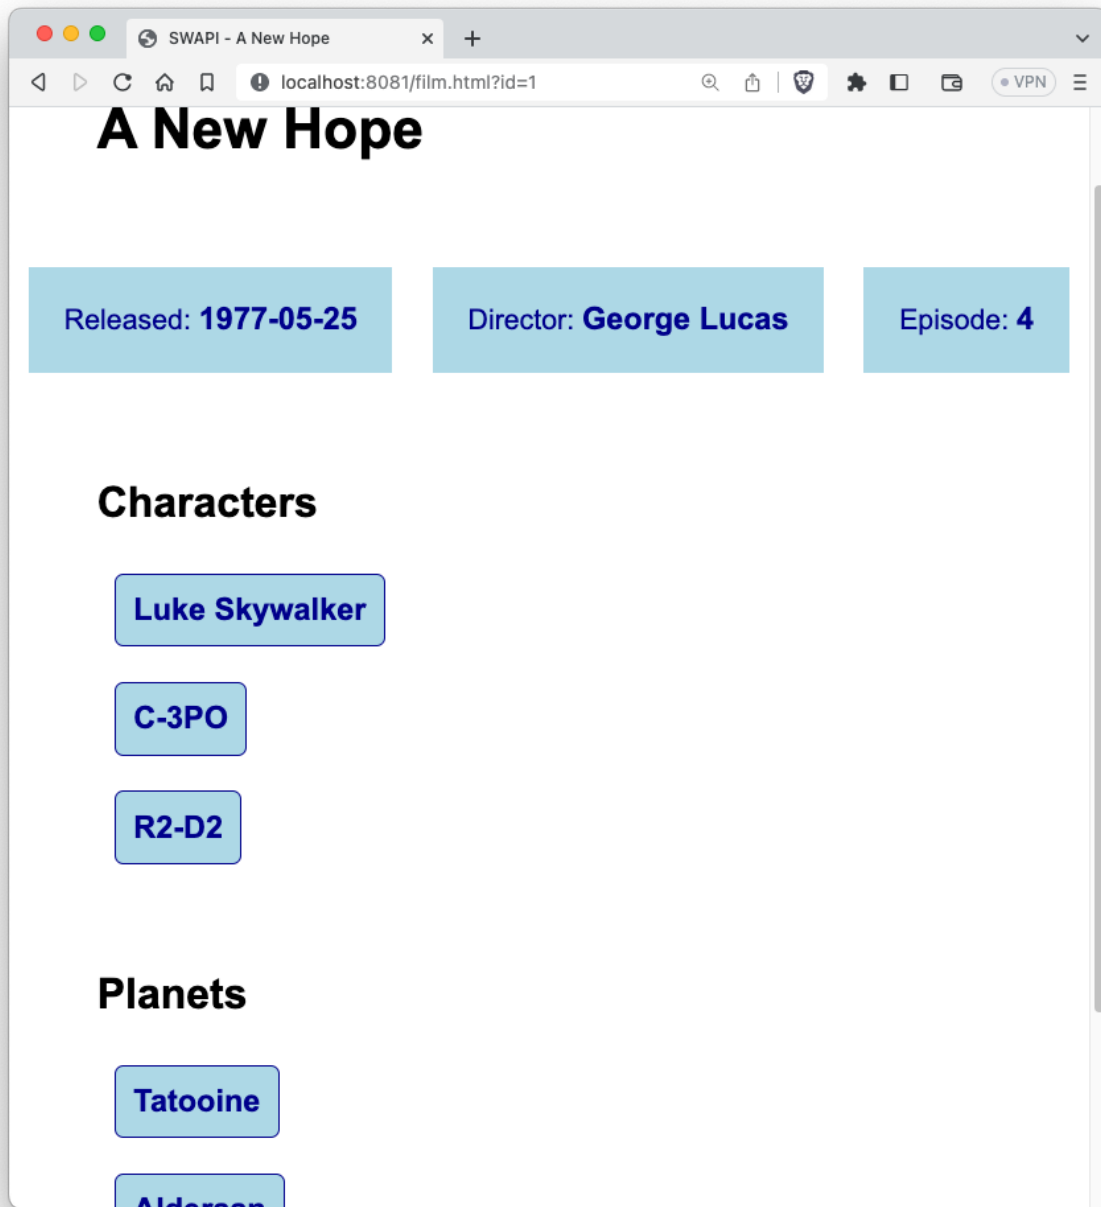 SWAPI - A New Hope
localhost:8081/film.html?id=1
VPN
A New Hope
Released: 1977-05-25
Director: George Lucas
Episode: 4
Characters
Luke Skywalker
C-3PO
R2-D2
Planets
Tatooine
Alderaan